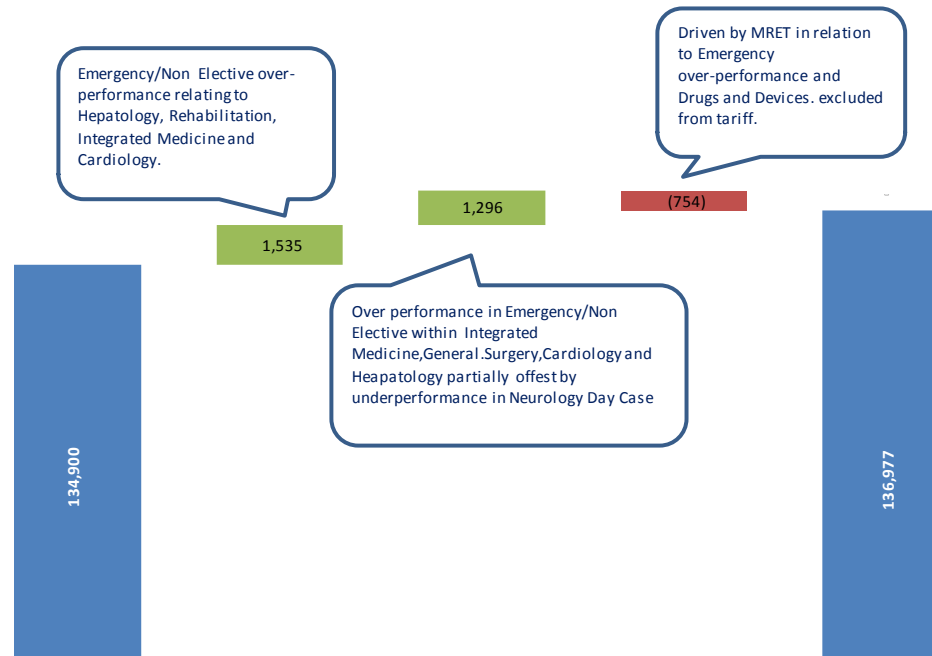 Emergency/Non Elective over-
performance relating to
Hepatology, Rehabilitation,
Integrated Medicine and
Cardiology.
Driven by MRET in relation
to Emergency
over-performance and
Drugs and Devices. excluded
from tariff.
1,535
1,296
(754)
Over performance in Emergency/Non
Elective within Integrated
Medicine,General.Surgery,Cardiology and
Heapatology partially offest by
underperformance in Neurology Day Case
134,900
136,977